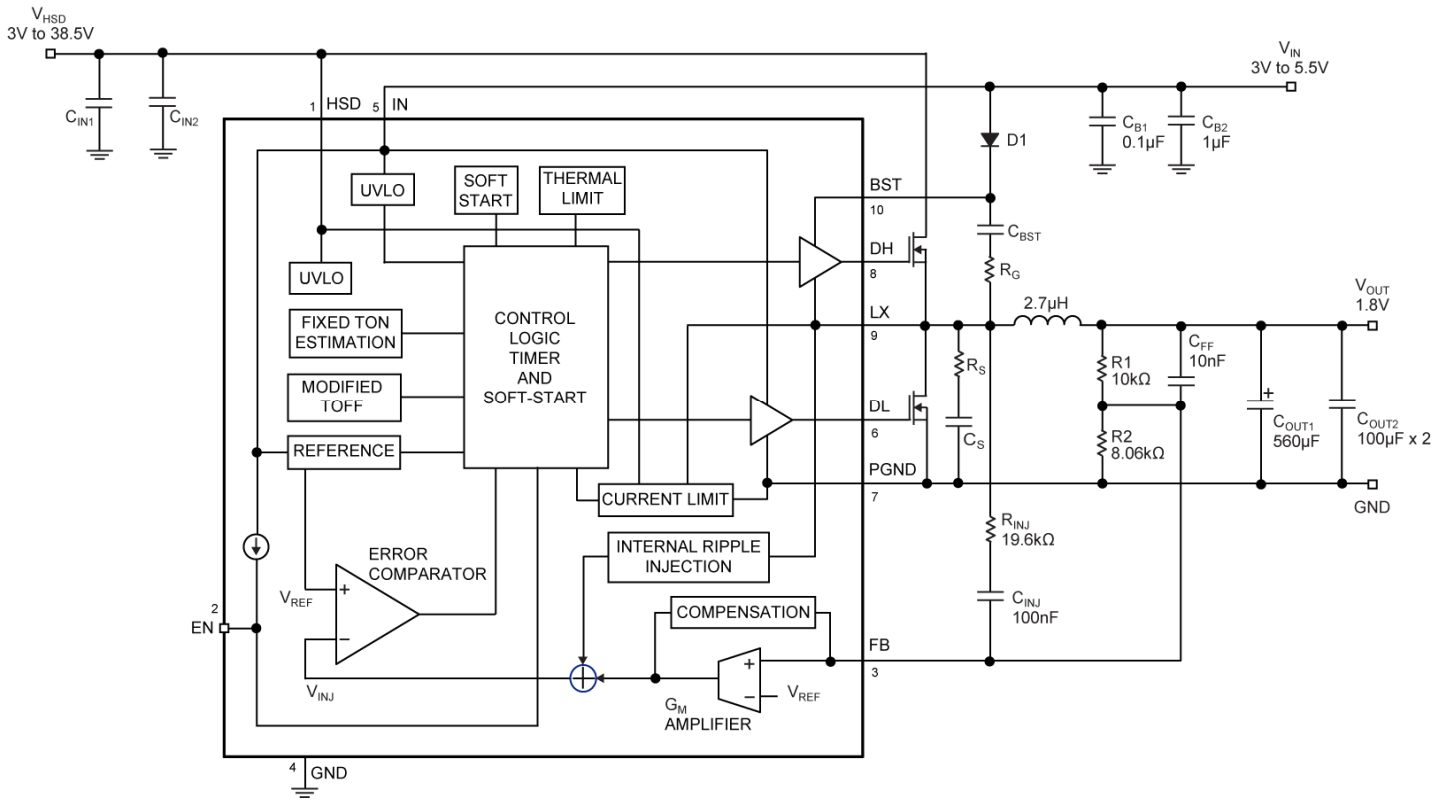 VHSD
3V to 38.5V
VIN
3V to 5.5V
CIN1
CIN2
1 HSD
5 IN
CB1
0.1µF
CB2
1µF
D1
UVLO
SOFT
START
THERMAL
LIMIT
BST
10
CBST
DH
8
RG
UVLO
CONTROL
LOGIC
TIMER
AND
SOFT-START
FIXED TON
ESTIMATION
MODIFIED
TOFF
REFERENCE
LX
9
2.7µH
VOUT
1.8V
RS
CS
R1
10kΩ
CFF
10nF
DL
6
R2
8.06kΩ
COUT1
560µF
COUT2
100µF x 2
+
PGND
7
GND
CURRENT LIMIT
RINJ
19.6kΩ
INTERNAL RIPPLE
INJECTION
ERROR
COMPARATOR
VREF
+
−
CINJ
100nF
COMPENSATION
2
EN
FB
3
+
−
VREF
VINJ
GM
AMPLIFIER
4 GND